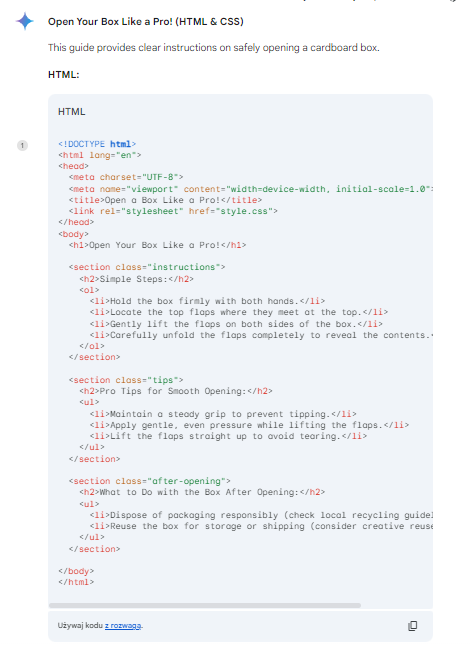 Open Your Box Like a Pro! (HTML & CSS)
This guide provides clear instructions on safely opening a cardboard box.
HTML:
HTML
1
<!DOCTYPE html>
<html lang="en">
<head>
<meta charset="UTF-8">
<meta name="viewport" content="width=device-width, initial-scale=1.0">
<title>Open a Box Like a Pro!</title>
<link rel="stylesheet" href="style.css">
</head>
<body>
<h1>Open Your Box Like a Pro!</h1>
<section class="instructions">
<h2>Simple Steps:</h2>
<ol>
<li>Hold the box firmly with both hands.</li>
<li>Locate the top flaps where they meet at the top.</li>
<li>Gently lift the flaps on both sides of the box.</li>
<li>Carefully unfold the flaps completely to reveal the contents.<
</ol>
</section>
<section class="tips">
<h2>Pro Tips for Smooth Opening:</h2>
<ul>
<li>Maintain a steady grip to prevent tipping.</li>
<li>Apply gentle, even pressure while lifting the flaps.</li>
<li>Lift the flaps straight up to avoid tearing.</li>
</ul>
</section>
<section class="after-opening">
<h2>What to Do with the Box After Opening:</h2>
<ul>
<li>Dispose of packaging responsibly (check local recycling guidel
<li>Reuse the box for storage or shipping (consider creative reuse
</ul>
</section>
</body>
</html>
Używaj kodu z rozwagą.